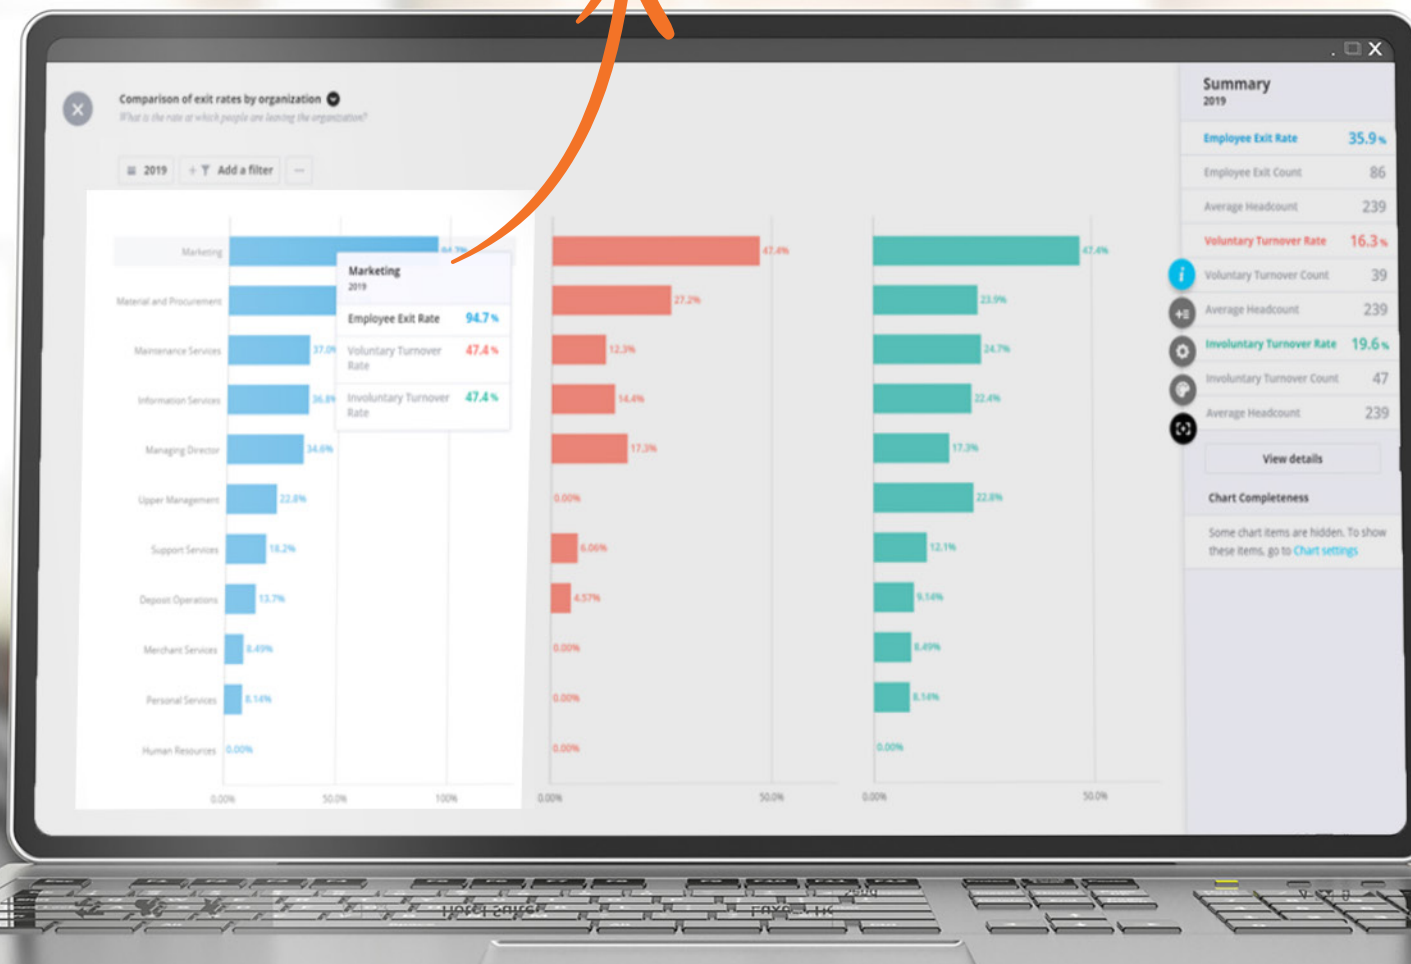 Comparison of exit rates by organization
What is the rate at which people are leaving the organization?
2019
+ Add a filter
Marketing
94.7%
Material and Procurement
Maintenance Services
37.0%
Information Services
36.8%
Managing Director
34.6%
Upper Management
22.8%
Support Services
18.2%
Deposit Operations
13.7%
Merchant Services
8.49%
Personal Services
8.14%
Human Resources
0.00%
0.00% 50.0% 100%
Marketing
2019
Employee Exit Rate 94.7%
Voluntary Turnover
Rate
47.4%
Involuntary Turnover
Rate
47.4%
47.4%
27.2%
12.3%
14.4%
17.3%
0.00%
6.06%
4.57%
0.00%
0.00%
0.00%
0.00% 50.0%
47.4%
23.9%
24.7%
22.4%
17.3%
22.8%
12.1%
9.14%
8.49%
8.14%
0.00%
0.00% 50.0%
X
Summary
2019
Employee Exit Rate 35.9%
Employee Exit Count 86
Average Headcount 239
Voluntary Turnover Rate 16.3%
Voluntary Turnover Count 39
Average Headcount 239
Involuntary Turnover Rate 19.6%
Involuntary Turnover Count 47
Average Headcount 239
View details
Chart Completeness
Some chart items are hidden. To show
these items, go to Chart settings